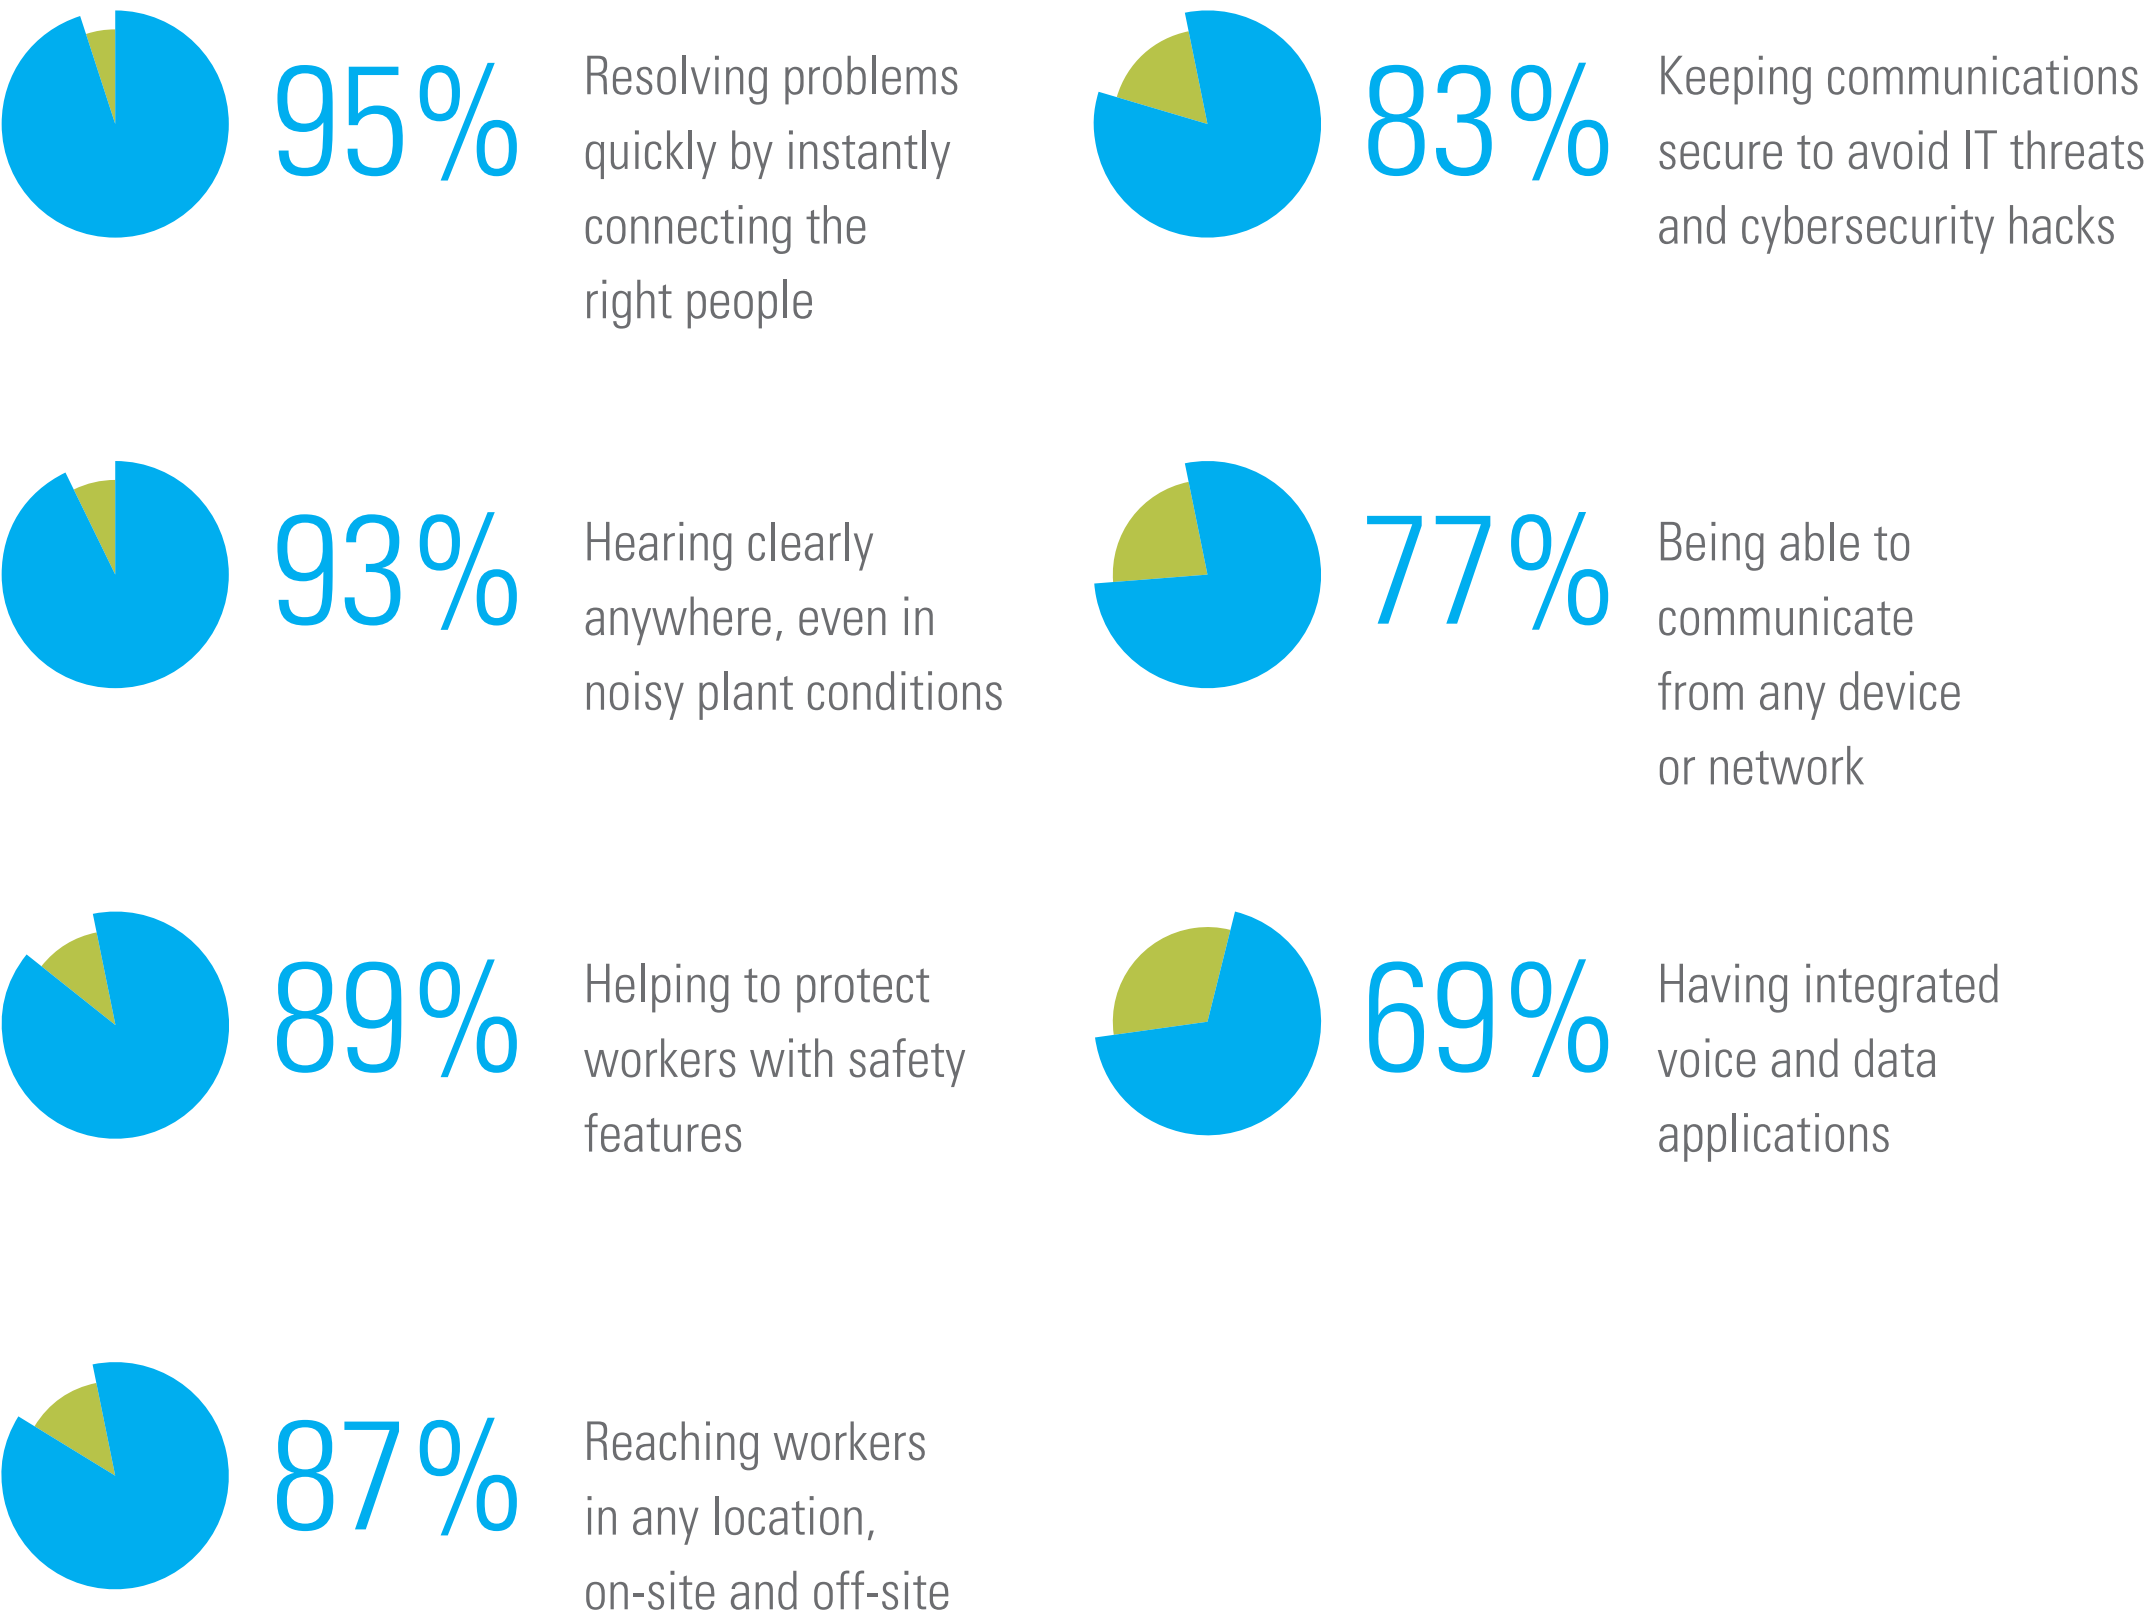 95%
Resolving problems
quickly by instantly
connecting the
right people
93%
Hearing clearly
anywhere, even in
noisy plant conditions
89%
Helping to protect
workers with safety
features
87%
Reaching workers
in any location,
on-site and off-site
83%
Keeping communications
secure to avoid IT threats
and cybersecurity hacks
77%
Being able to
communicate
from any device
or network
69%
Having integrated
voice and data
applications